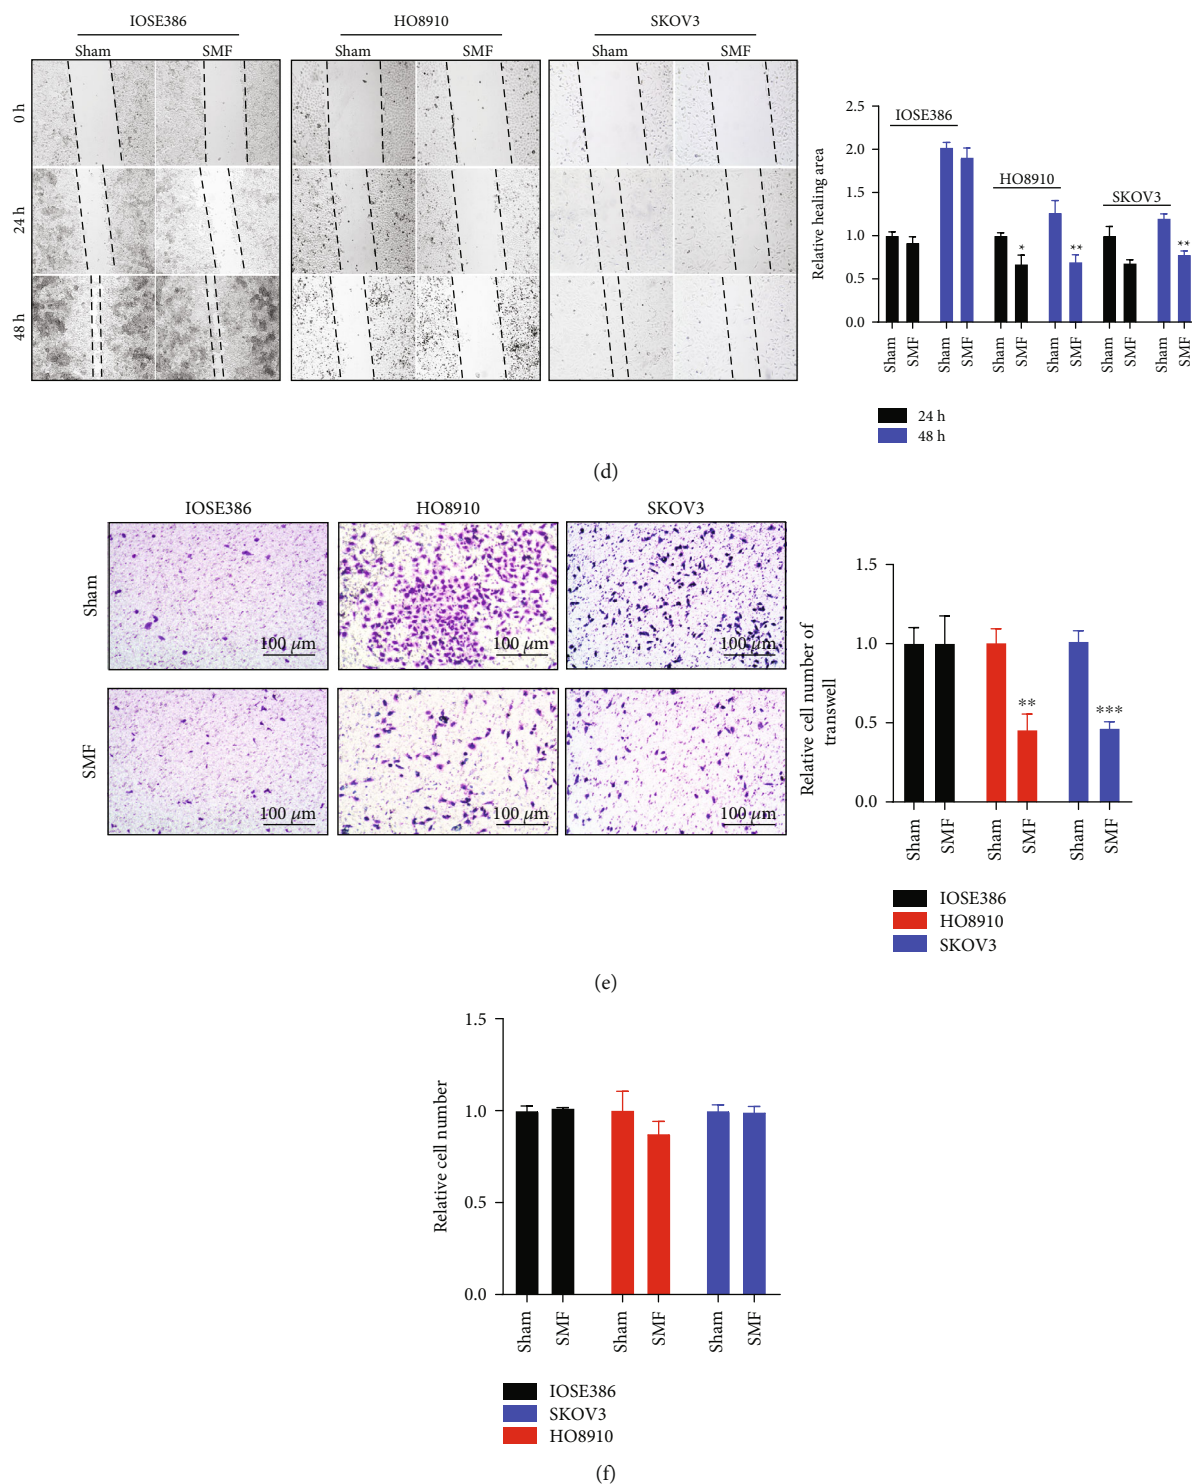 IOSE386 HO8910 SKOV3
Sham SMF Sham SMF Sham SMF
0 h
24 h
48 h
Relative healing area
2.5
2.0
1.5
1.0
0.5
0.0
IOSE386
HO8910
SKOV3
* ** **
Sham SMF Sham SMF Sham SMF Sham SMF Sham SMF Sham SMF
24 h
48 h
(d)
IOSE386 HO8910 SKOV3
Sham
100 μm 100 μm 100 μm
SMF
100 μm 100 μm 100 μm
Relative cell number of
transwell
1.5
1.0
0.5
0.0
** ***
Sham SMF Sham SMF Sham SMF
IOSE386
HO8910
SKOV3
(e)
Relative cell number
1.5
1.0
0.5
0.0
Sham SMF Sham SMF Sham SMF
IOSE386
SKOV3
HO8910
(f)